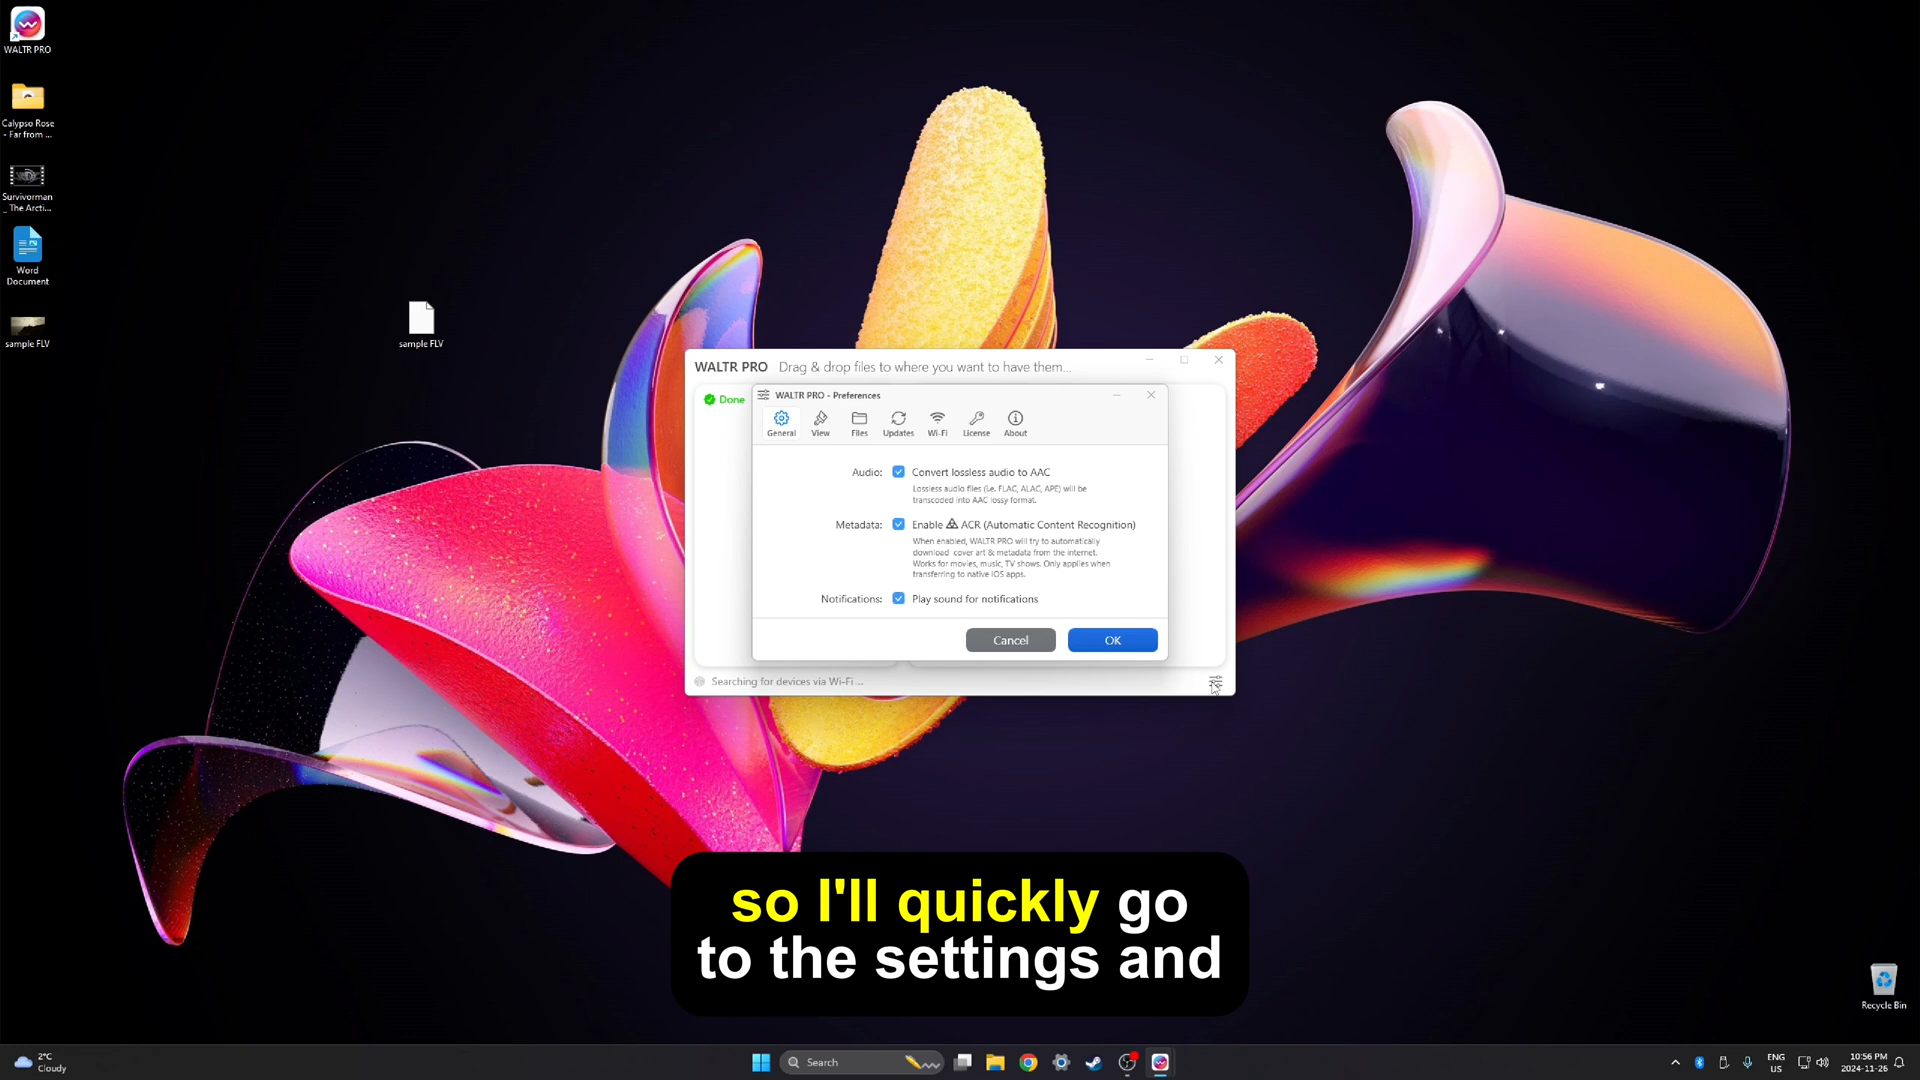 WALTR PRO
Calypso Rose
- Far from ...
Survivorman
_ The Arcti...
Word
Document
sample FLV
sample FLV
WALTR PRO Drag & drop files to where you want to have them...
Done
WALTR PRO - Preferences
General View Files Updates Wi-Fi License About
Audio: Convert lossless audio to AAC
Lossless audio files (i.e. FLAC, ALAC, APE) will be
transcoded into AAC lossy format.
Metadata: Enable ACR (Automatic Content Recognition)
When enabled, WALTR PRO will try to automatically
download cover art & metadata from the internet.
Works for movies, music, TV shows. Only applies when
transferring to native iOS apps.
Notifications: Play sound for notifications
Cancel OK
Searching for devices via Wi-Fi ...
so I'll quickly go
to the settings and
Recycle Bin
2°C
Cloudy
Search
ENG
US
10:56 PM
2024-11-26